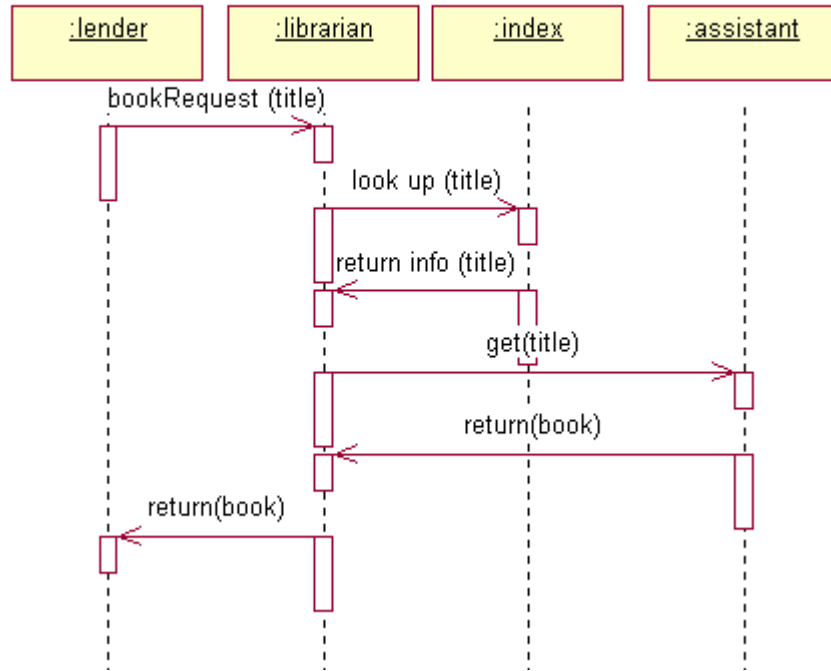 :lender
:librarian
:index
:assistant
bookRequest (title)
look up (title)
return info (title)
get(title)
return(book)
return(book)